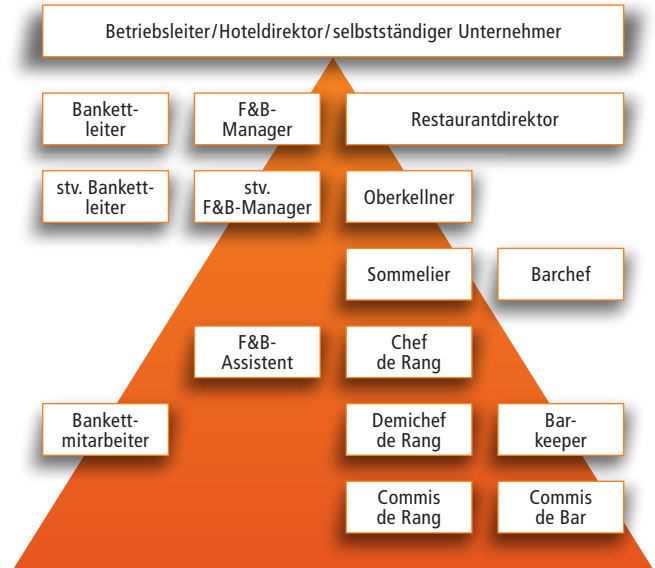 Betriebsleiter/Hoteldirektor/selbstständiger Unternehmer
Bankett-
leiter
F&B-
Manager
Restaurantdirektor
stv. Bankett-
leiter
stv.
F&B-Manager
Oberkellner
Sommelier
Barchef
F&B-
Assistent
Chef
de Rang
Bankett-
mitarbeiter
Demichef
de Rang
Bar-
keeper
Commis
de Rang
Commis
de Bar